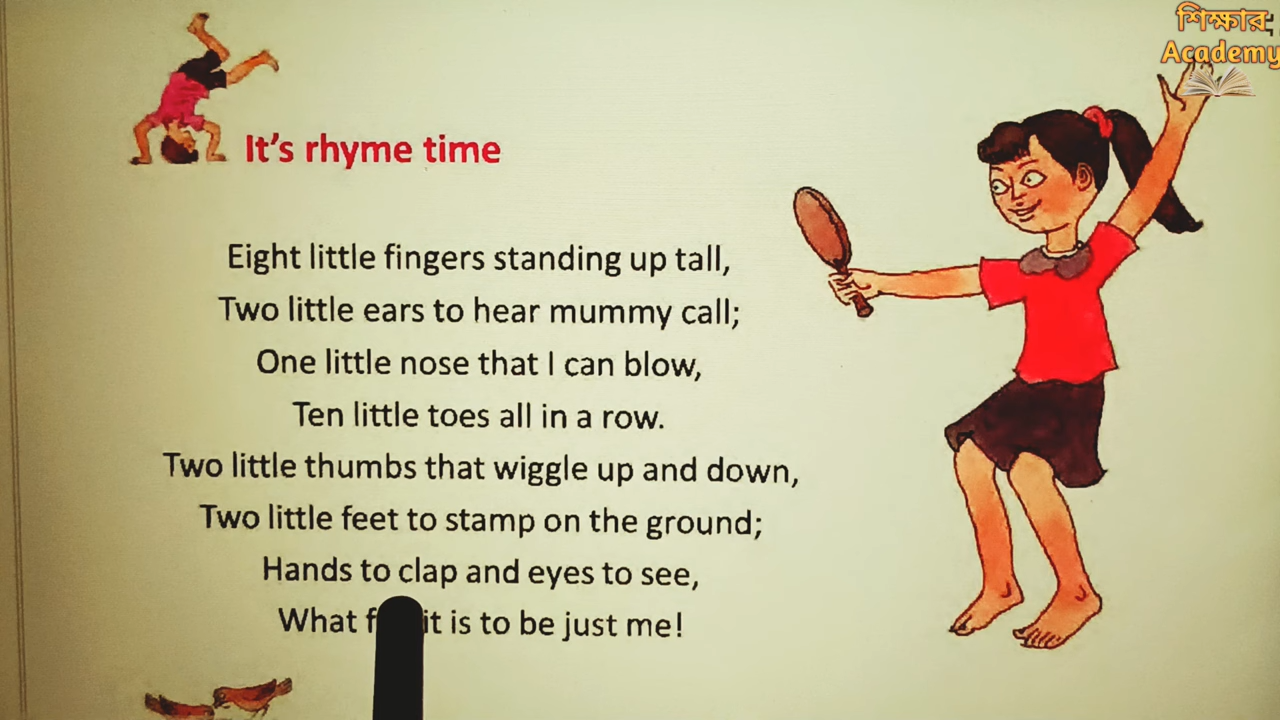 শিক্ষার
Academy
It's rhyme time
Eight little fingers standing up tall,
Two little ears to hear mummy call;
One little nose that I can blow,
Ten little toes all in a row.
Two little thumbs that wiggle up and down,
Two little feet to stamp on the ground;
Hands to clap and eyes to see,
What it is to be just me!